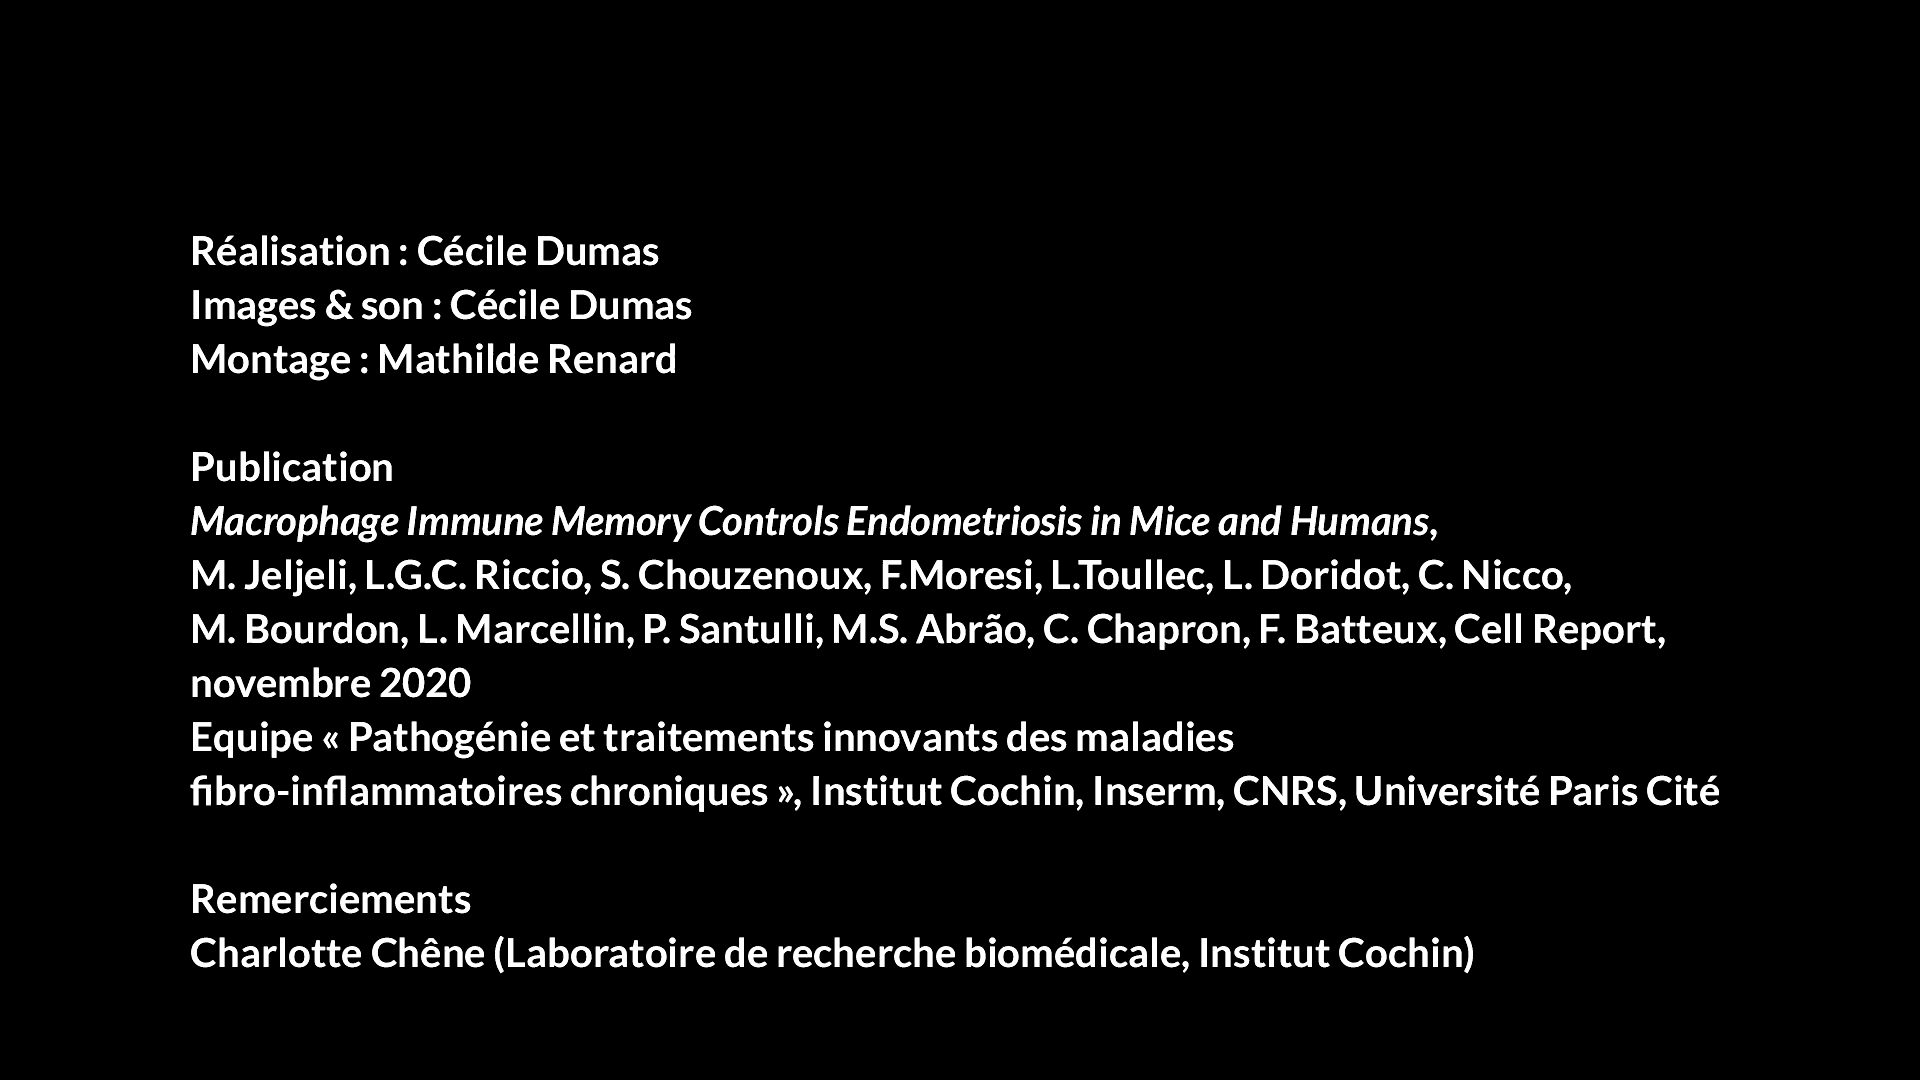 Réalisation : Cécile Dumas
Images & son : Cécile Dumas
Montage : Mathilde Renard
Publication
Macrophage Immune Memory Controls Endometriosis in Mice and Humans,
M. Jeljeli, L.G.C. Riccio, S. Chouzenoux, F.Moresi, L.Toullec, L. Doridot, C. Nicco,
M. Bourdon, L. Marcellin, P. Santulli, M.S. Abrão, C. Chapron, F. Batteux, Cell Report,
novembre 2020
Equipe « Pathogénie et traitements innovants des maladies
fibro-inflammatoires chroniques », Institut Cochin, Inserm, CNRS, Université Paris Cité
Remerciements
Charlotte Chêne (Laboratoire de recherche biomédicale, Institut Cochin)